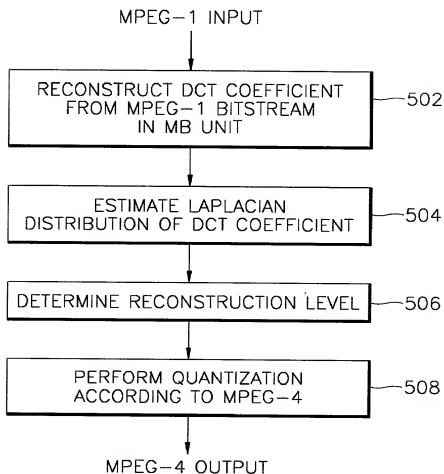 MPEG-1 INPUT
RECONSTRUCT DCT COEFFICIENT
FROM MPEG-1 BITSTREAM
IN MB UNIT
502
ESTIMATE LAPLACIAN
DISTRIBUTION OF DCT COEFFICIENT
504
DETERMINE RECONSTRUCTION LEVEL
506
PERFORM QUANTIZATION
ACCORDING TO MPEG-4
508
MPEG-4 OUTPUT